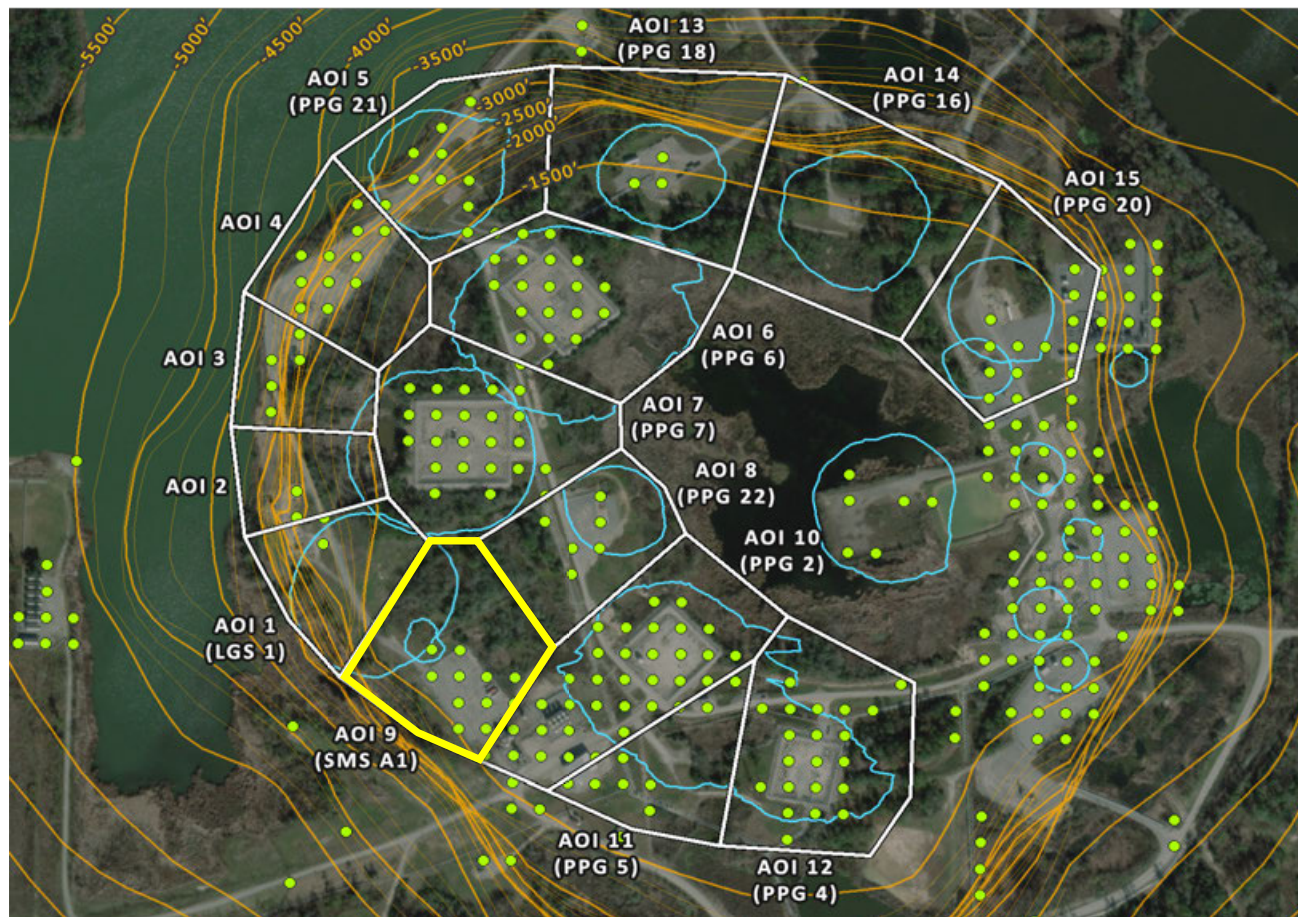 -5500'
-5000'
-4500'
-4000'
-3500'
-3000'
-2500'
-2000'
-1500'
AOI 13
(PPG 18)
AOI 5
(PPG 21)
AOI 14
(PPG 16)
AOI 15
(PPG 20)
AOI 4
AOI 3
AOI 6
(PPG 6)
AOI 7
(PPG 7)
AOI 2
AOI 8
(PPG 22)
AOI 10
(PPG 2)
AOI 1
(LGS 1)
AOI 9
(SMS A1)
AOI 11
(PPG 5)
AOI 12
(PPG 4)